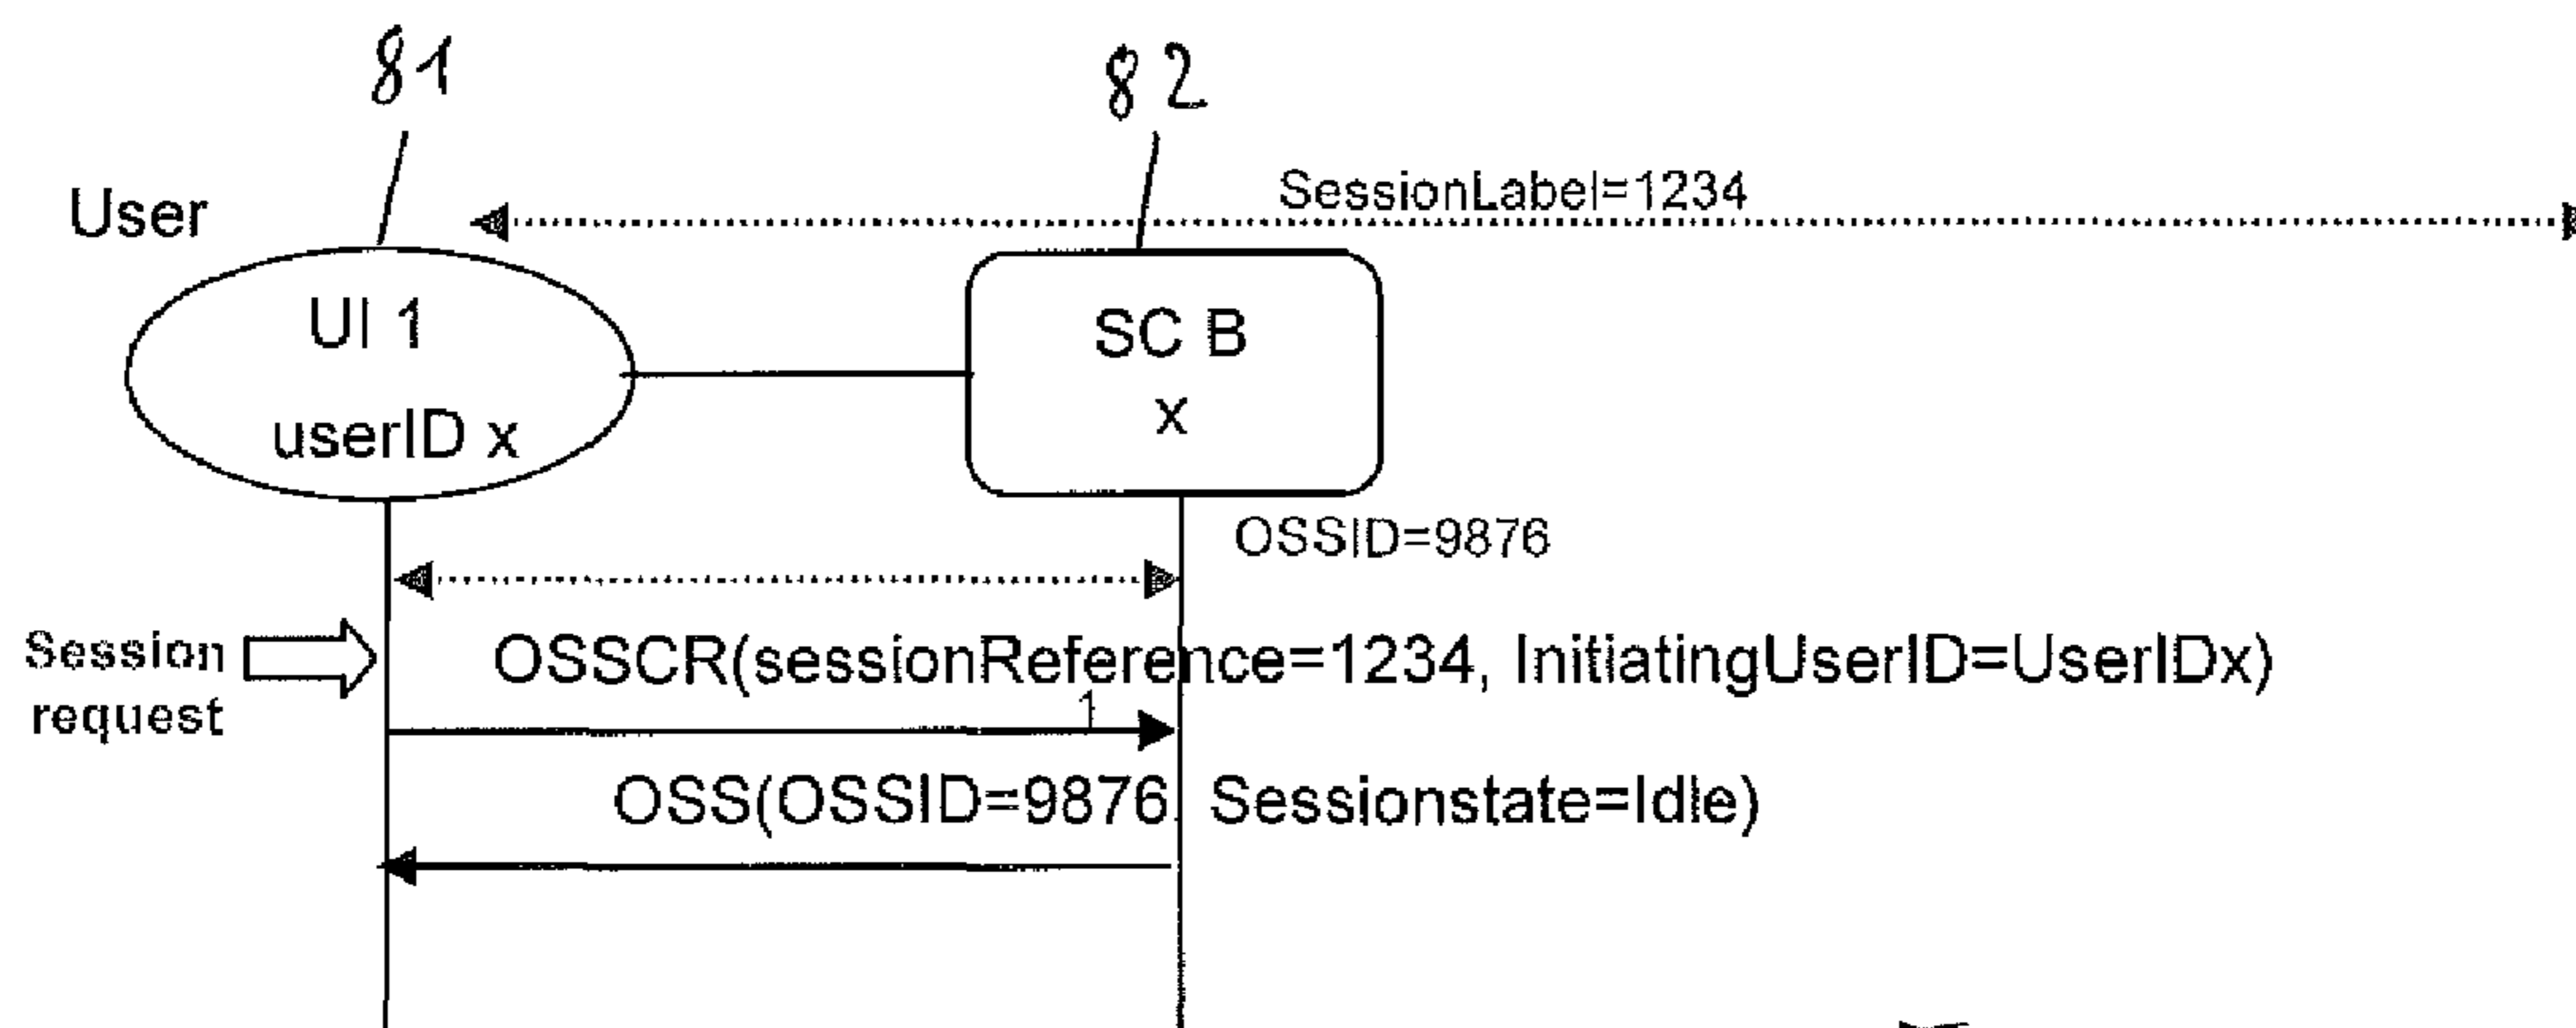 81
82
SessionLabel=1234
User
UI 1
userID x
SC B
x
OSSID=9876
Session
request
OSSCR(sessionReference=1234, InitiatingUserID=UserIDx)
1
OSS(OSSID=9876, Sessionstate=Idle)